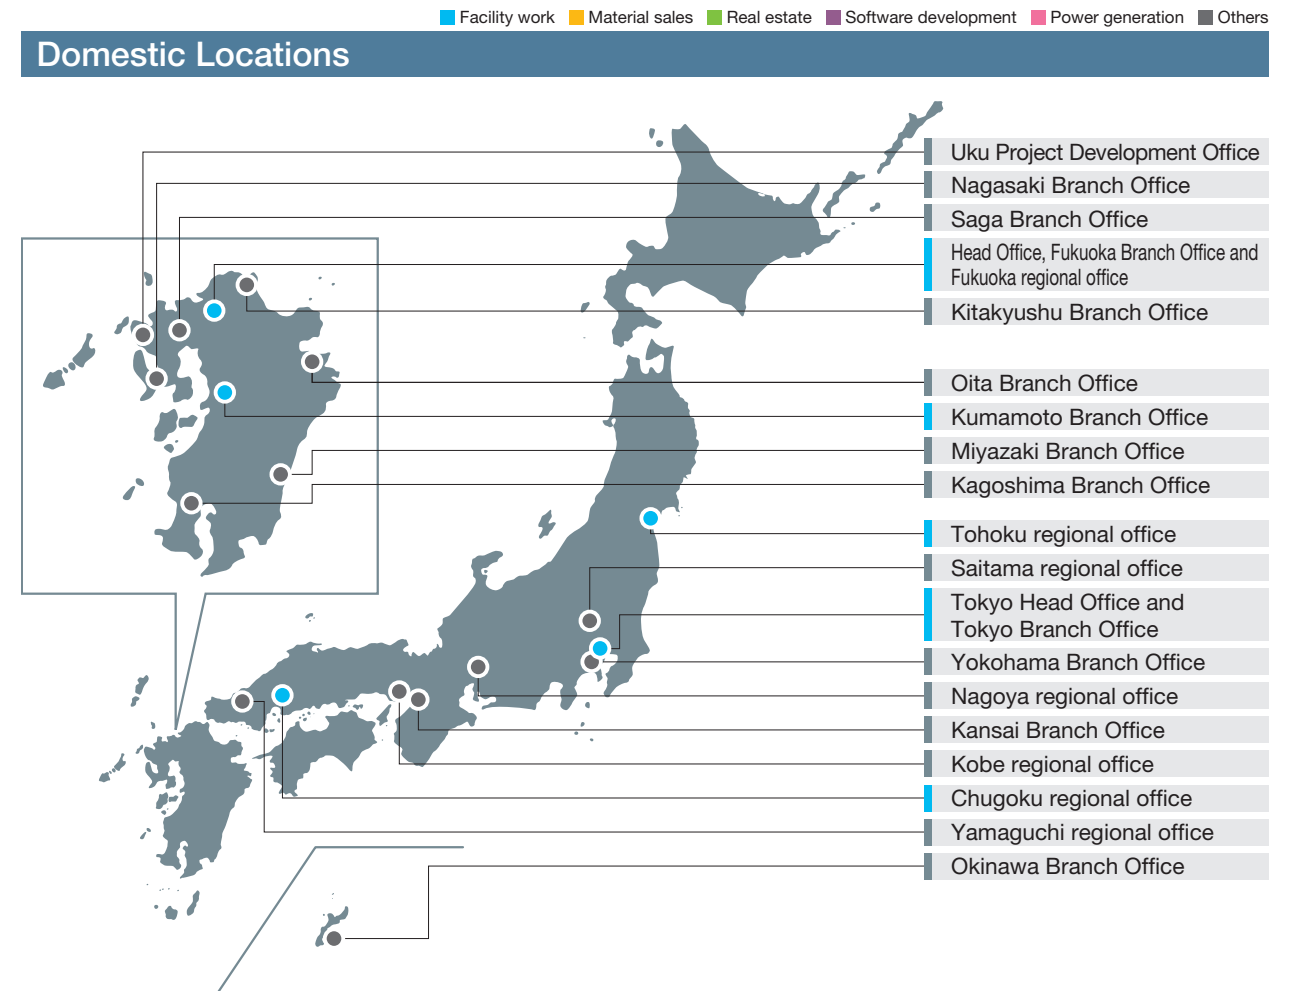 Facility work Material sales Real estate Software development Power generation Others
Domestic Locations
Uku Project Development Office
Nagasaki Branch Office
Saga Branch Office
Head Office, Fukuoka Branch Office and
Fukuoka regional office
Kitakyushu Branch Office
Oita Branch Office
Kumamoto Branch Office
Miyazaki Branch Office
Kagoshima Branch Office
Tohoku regional office
Saitama regional office
Tokyo Head Office and
Tokyo Branch Office
Yokohama Branch Office
Nagoya regional office
Kansai Branch Office
Kobe regional office
Chugoku regional office
Yamaguchi regional office
Okinawa Branch Office